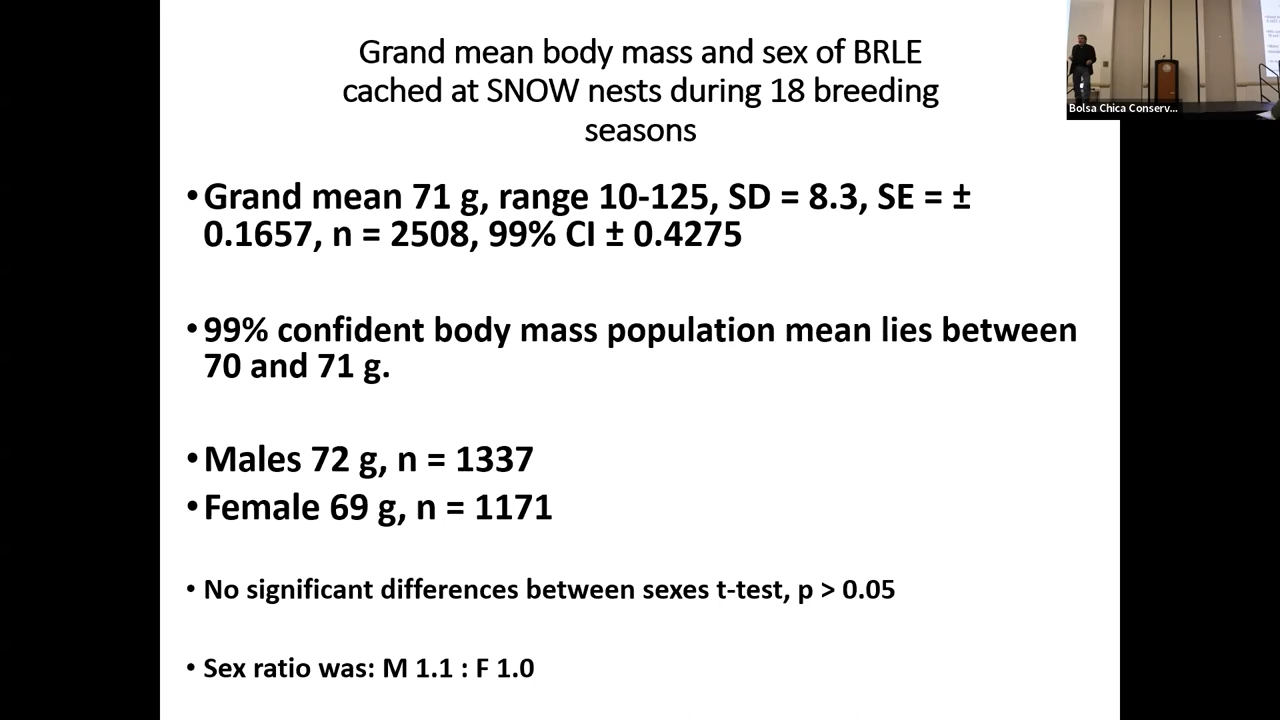 Grand mean body mass and sex of BRLE
cached at SNOW nests during 18 breeding
seasons
Bolsa Chica Conserv...
•Grand mean 71 g, range 10-125, SD = 8.3, SE = ±
0.1657, n = 2508, 99% CI ± 0.4275
•99% confident body mass population mean lies between
70 and 71 g.
•Males 72 g, n = 1337
•Female 69 g, n = 1171
• No significant differences between sexes t-test, p > 0.05
• Sex ratio was: M 1.1 : F 1.0